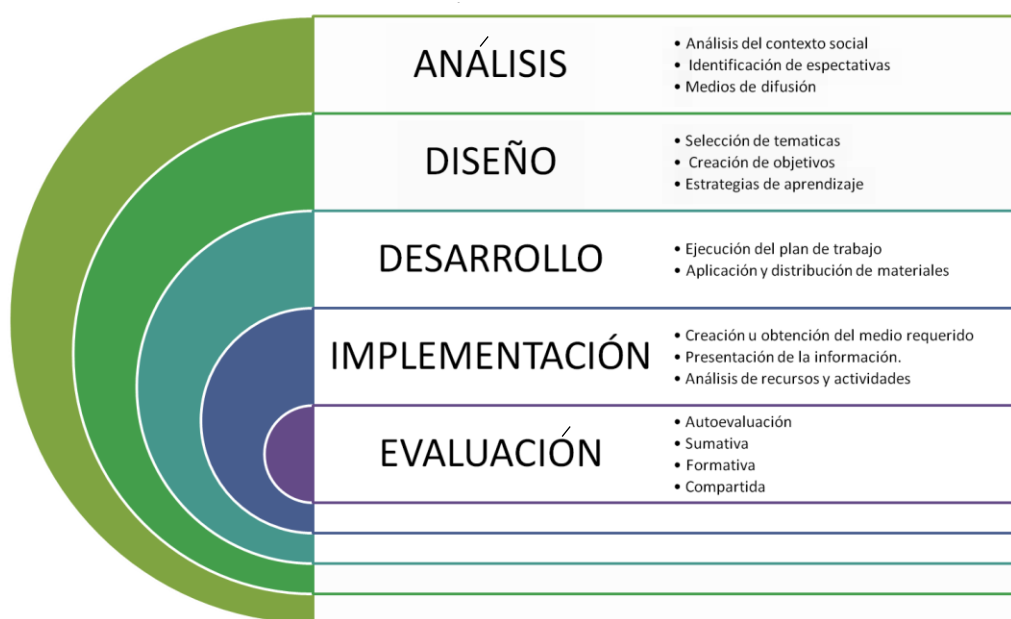 ANÁLISIS
• Análisis del contexto social
• Identificación de espectativas
• Medios de difusión
DISEÑO
• Selección de tematicas
• Creación de objetivos
• Estrategias de aprendizaje
DESARROLLO
• Ejecución del plan de trabajo
• Aplicación y distribución de materiales
IMPLEMENTACIÓN
• Creación u obtención del medio requerido
• Presentación de la información.
• Análisis de recursos y actividades
EVALUACIÓN
• Autoevaluación
• Sumativa
• Formativa
• Compartida